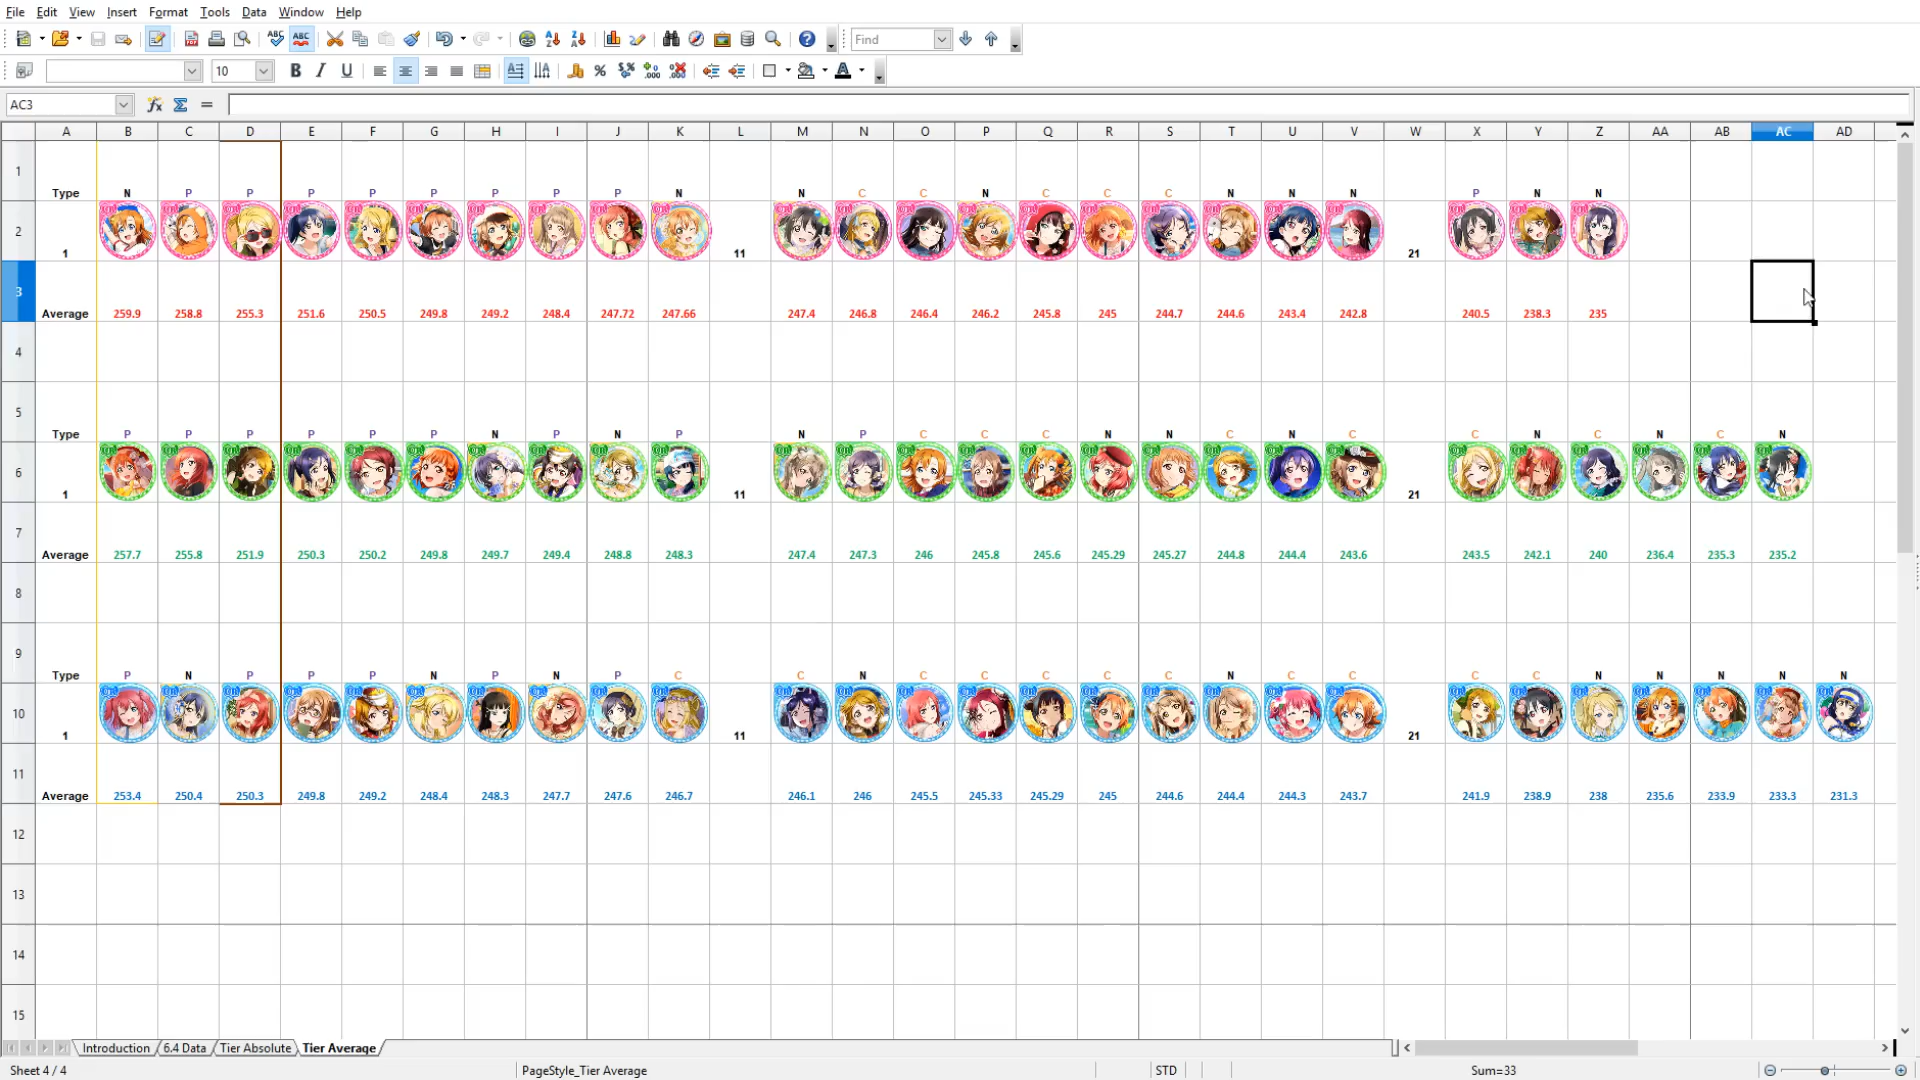 File Edit View Insert Format Tools Data Window Help
Find
10
AC3
A B C D E F G H I J K L M N O P Q R S T U V W X Y Z AA AB AC AD
1
Type N P P P P P P P P N N C C N C C C N N N P N N
2
1 11 21
3
Average 259.9 258.8 255.3 251.6 250.5 249.8 249.2 248.4 247.72 247.66 247.4 246.8 246.4 246.2 245.8 245 244.7 244.6 243.4 242.8 240.5 238.3 235
4
5
Type P P P P P P N P N P N P C C C N N C N C C N C N C N
6
1 11 21
7
Average 257.7 255.8 251.9 250.3 250.2 249.8 249.7 249.4 248.8 248.3 247.4 247.3 246 245.8 245.6 245.29 245.27 244.8 244.4 243.6 243.5 242.1 240 236.4 235.3 235.2
8
9
Type P N P P P N P N P C C N C C C C C N C C C C N N N N N
10
1 11 21
11
Average 253.4 250.4 250.3 249.8 249.2 248.4 248.3 247.7 247.6 246.7 246.1 246 245.5 245.33 245.29 245 244.6 244.4 244.3 243.7 241.9 238.9 238 235.6 233.9 233.3 231.3
12
13
14
15
Introduction 6.4 Data Tier Absolute Tier Average
Sheet 4 / 4 PageStyle_Tier Average STD Sum=33